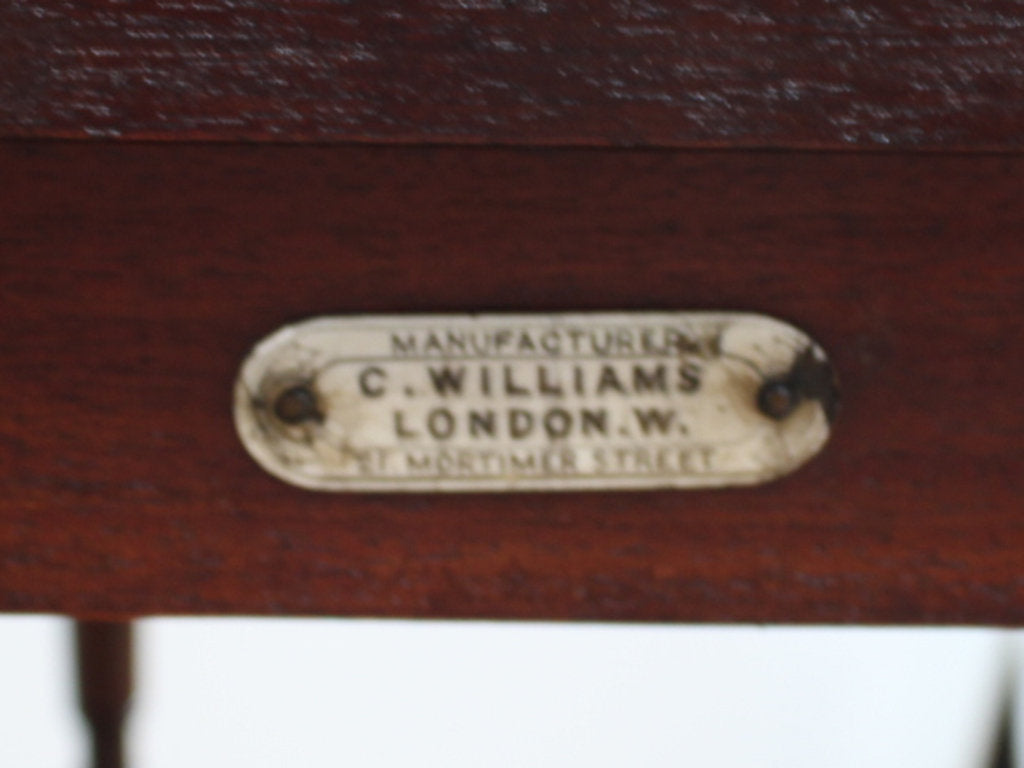 MANUFACTURER
C. WILLIAMS
LONDON.W.
MORTIMER STREET